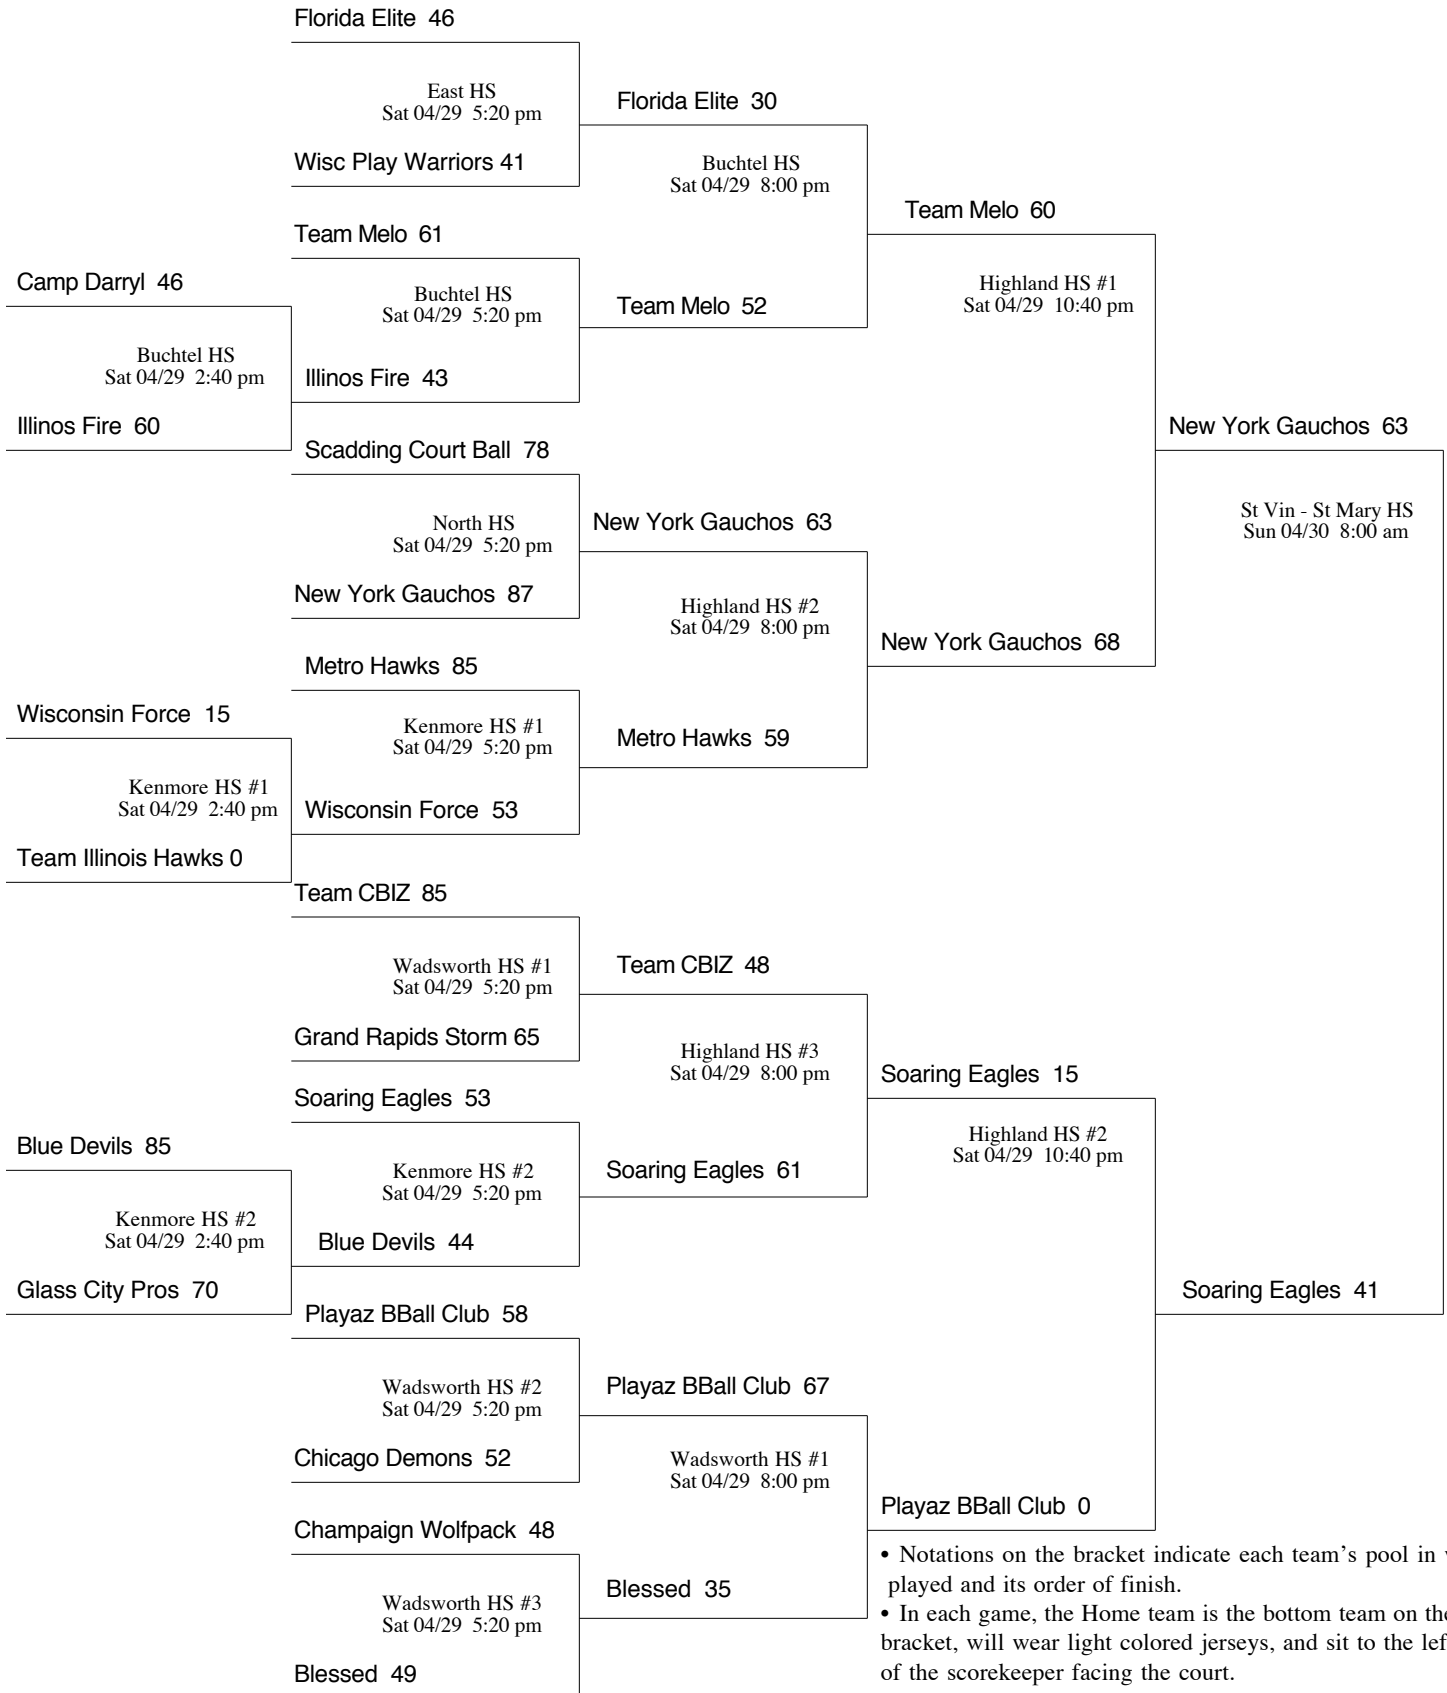 Florida Elite 46
East HS
Sat 04/29 5:20 pm
Wisc Play Warriors 41
Florida Elite 30
Buchtel HS
Sat 04/29 8:00 pm
Team Melo 61
Team Melo 60
Camp Darryl 46
Buchtel HS
Sat 04/29 5:20 pm
Team Melo 52
Highland HS #1
Sat 04/29 10:40 pm
Buchtel HS
Sat 04/29 2:40 pm
Illinos Fire 43
Illinos Fire 60
Scadding Court Ball 78
New York Gauchos 63
North HS
Sat 04/29 5:20 pm
New York Gauchos 63
St Vin - St Mary HS
Sun 04/30 8:00 am
New York Gauchos 87
Highland HS #2
Sat 04/29 8:00 pm
New York Gauchos 68
Metro Hawks 85
Wisconsin Force 15
Kenmore HS #1
Sat 04/29 5:20 pm
Metro Hawks 59
Kenmore HS #1
Sat 04/29 2:40 pm
Wisconsin Force 53
Team Illinois Hawks 0
Team CBIZ 85
Wadsworth HS #1
Sat 04/29 5:20 pm
Team CBIZ 48
Grand Rapids Storm 65
Highland HS #3
Sat 04/29 8:00 pm
Soaring Eagles 15
Soaring Eagles 53
Blue Devils 85
Kenmore HS #2
Sat 04/29 5:20 pm
Soaring Eagles 61
Highland HS #2
Sat 04/29 10:40 pm
Kenmore HS #2
Sat 04/29 2:40 pm
Blue Devils 44
Glass City Pros 70
Soaring Eagles 41
Playaz BBall Club 58
Wadsworth HS #2
Sat 04/29 5:20 pm
Playaz BBall Club 67
Chicago Demons 52
Wadsworth HS #1
Sat 04/29 8:00 pm
Playaz BBall Club 0
Champaign Wolfpack 48
Wadsworth HS #3
Sat 04/29 5:20 pm
Blessed 35
Blessed 49
• Notations on the bracket indicate each team’s pool in
played and its order of finish.
• In each game, the Home team is the bottom team on the
bracket, will wear light colored jerseys, and sit to the lef
of the scorekeeper facing the court.